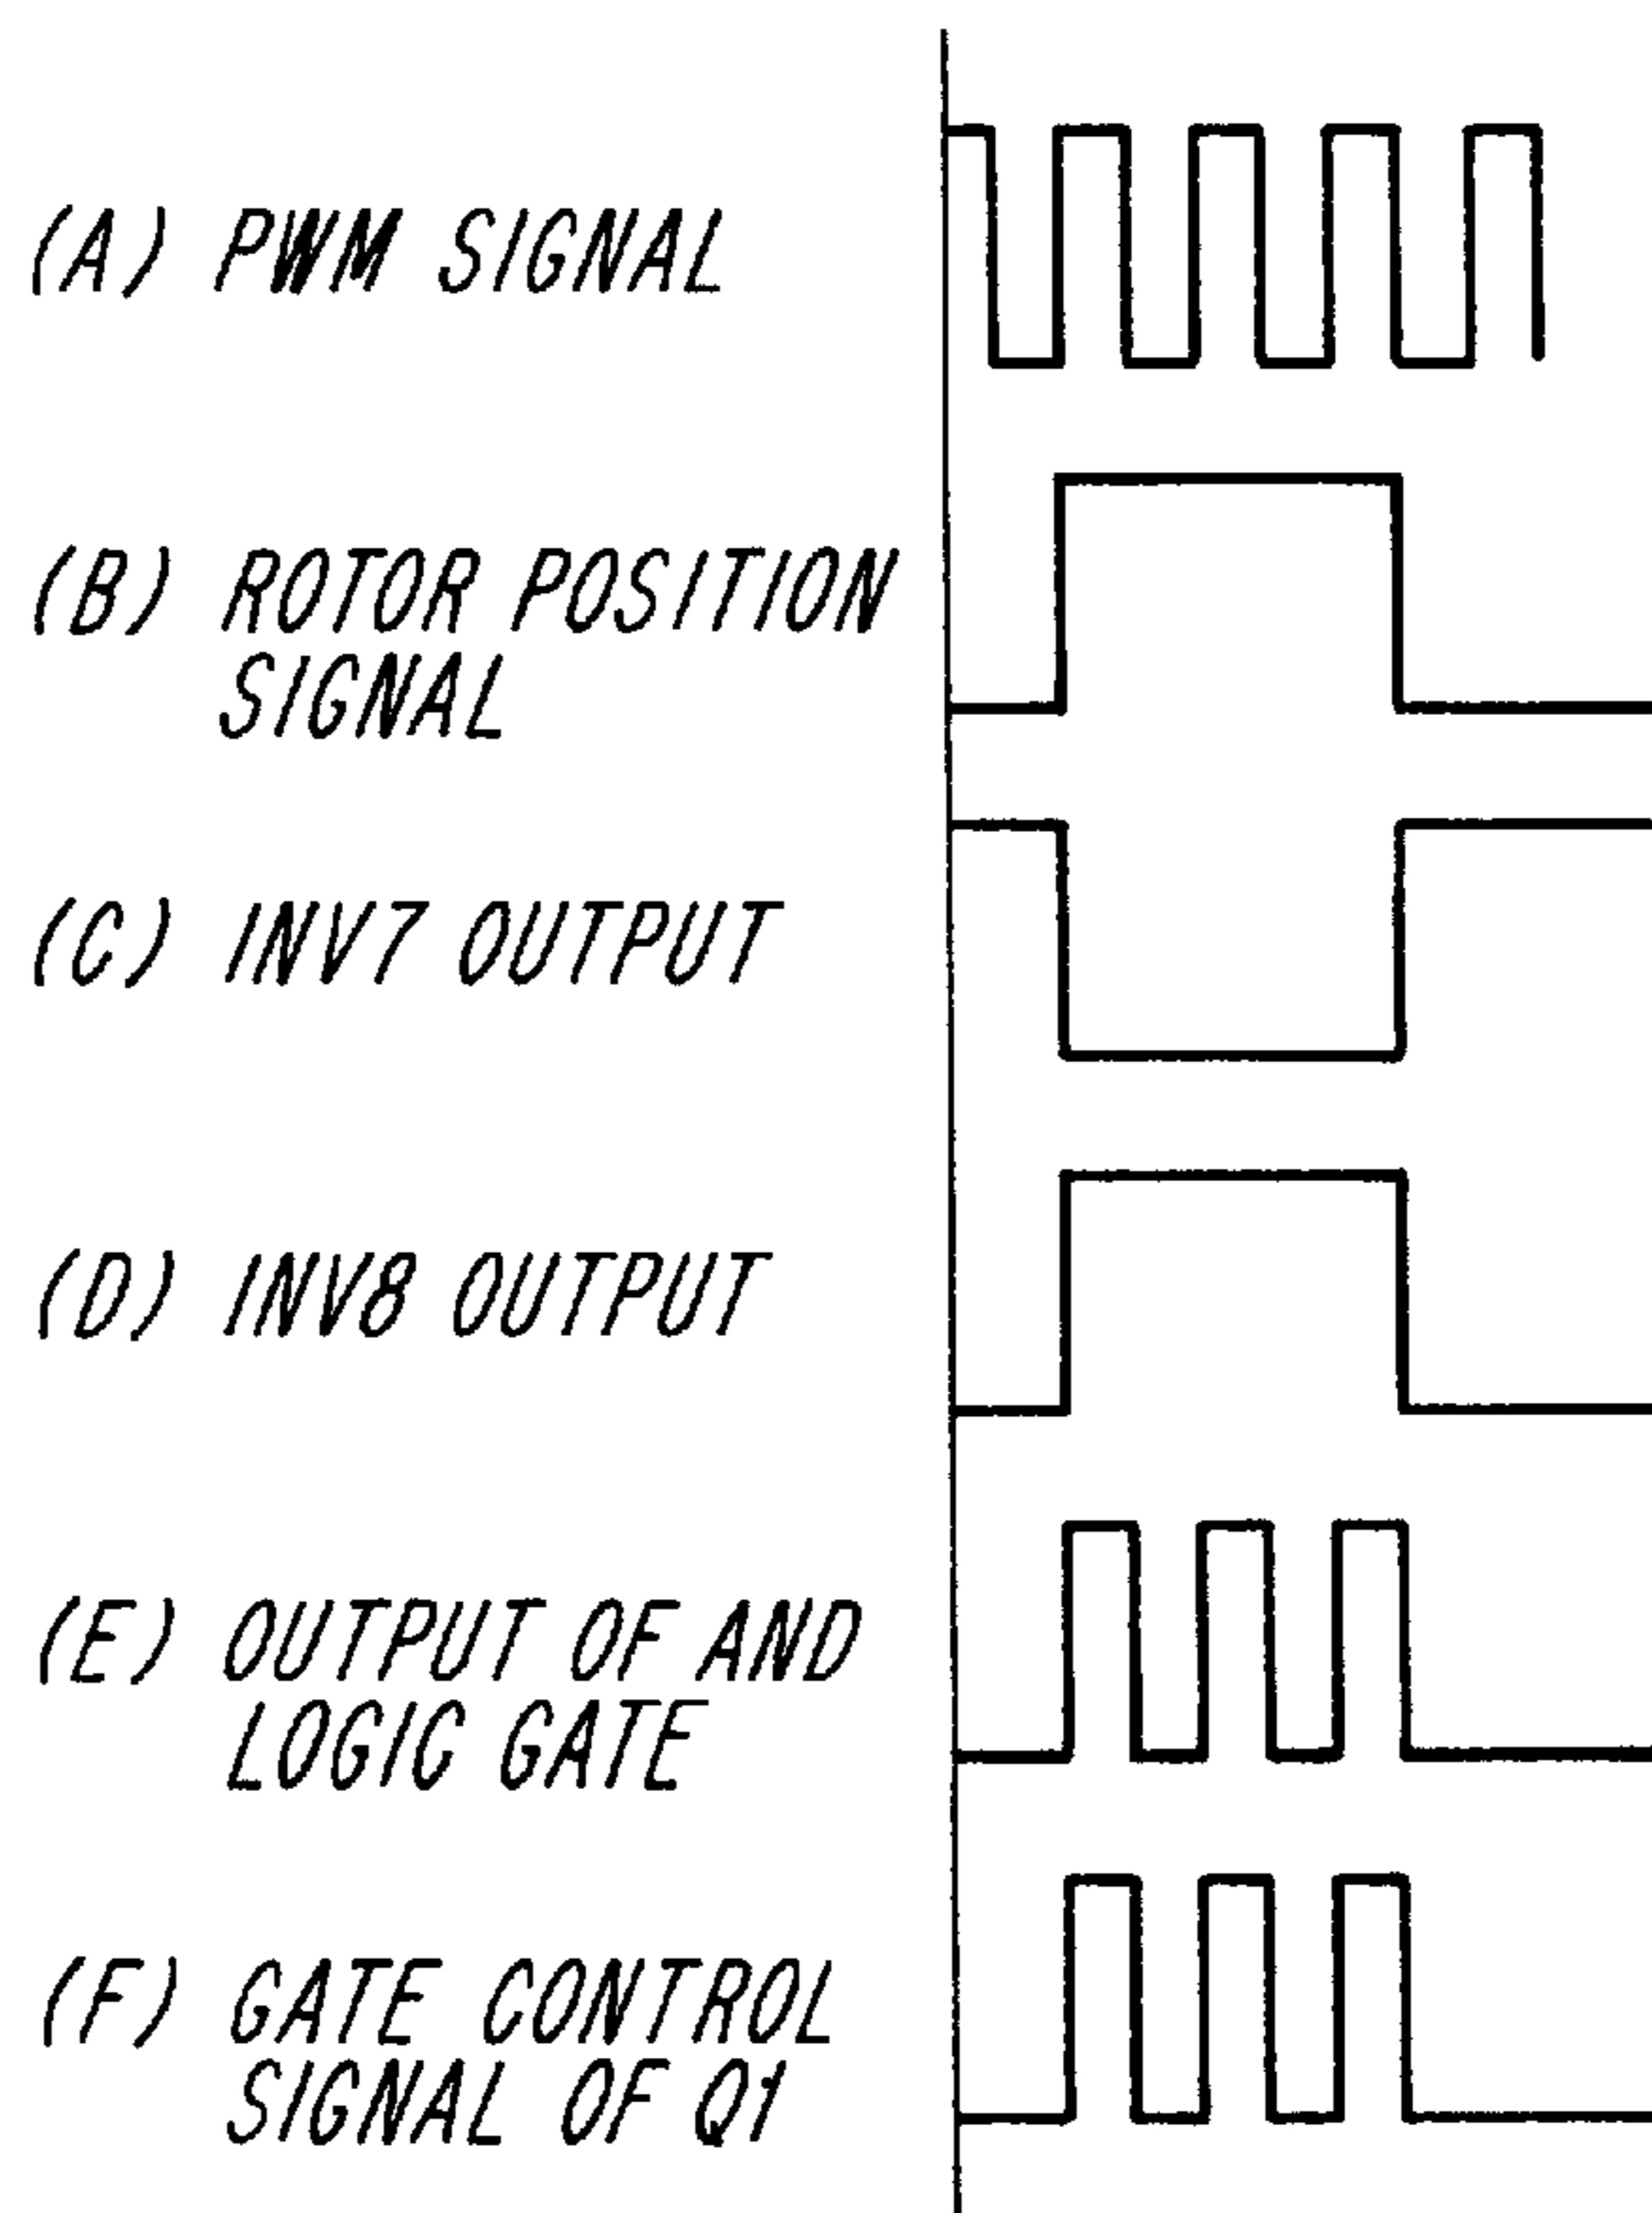 (A) PWM SIGNAL
(B) ROTOR POSITION
SIGNAL
(C) INV7 OUTPUT
(D) INV8 OUTPUT
(E) OUTPUT OF AND
LOGIC GATE
(F) GATE CONTROL
SIGNAL OF Q1